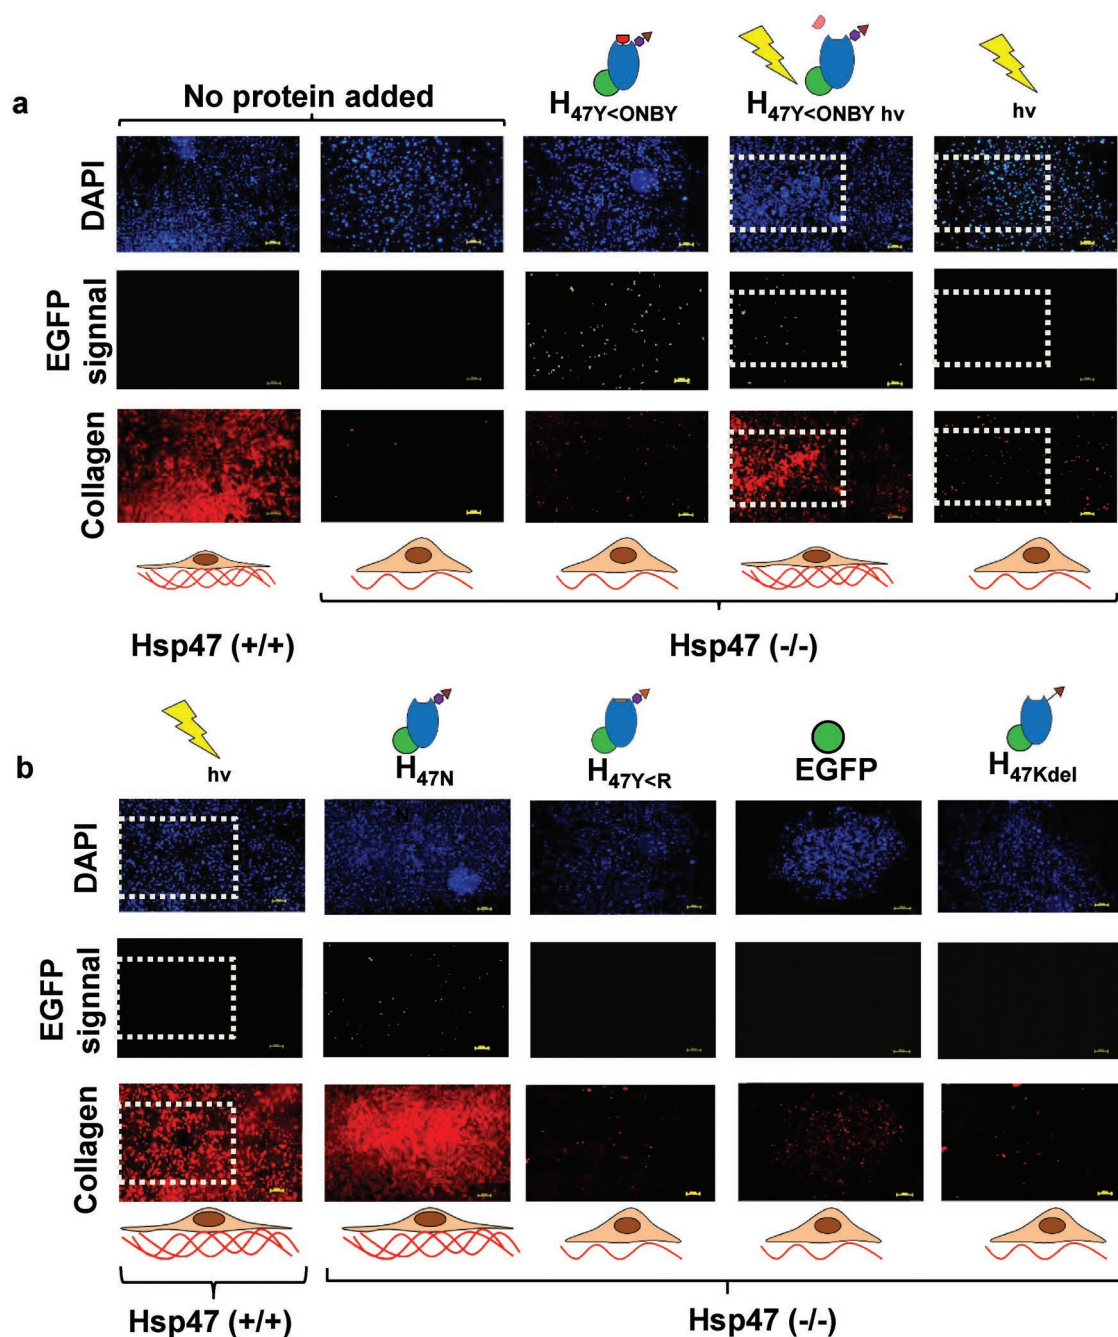 a
No protein added
H47Y<ONBY
H47Y<ONBY hv
hv
DAPI
EGFP
signnal
Collagen
Hsp47 (+/+)
Hsp47 (-/-)
b
hv
H47N
H47Y<R
EGFP
H47Kdel
DAPI
N
EGFP
signnal
Collagen
Hsp47 (+/+)
Hsp47 (-/-)